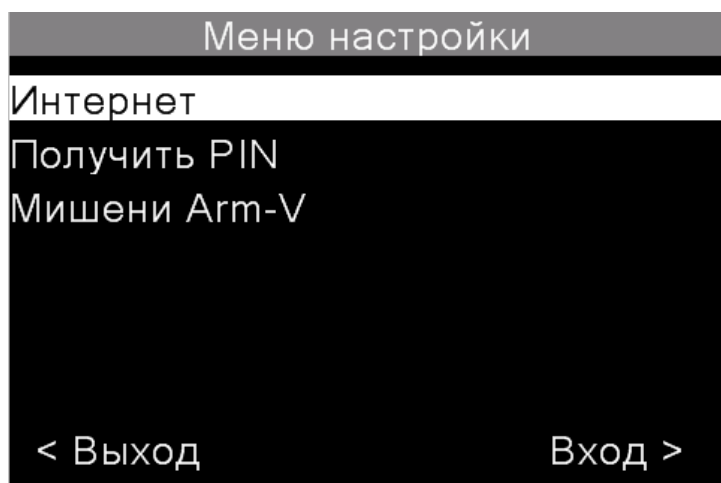 Меню настройки
Интернет
Получить PIN
Мишени Arm-V
< Выход Вход >